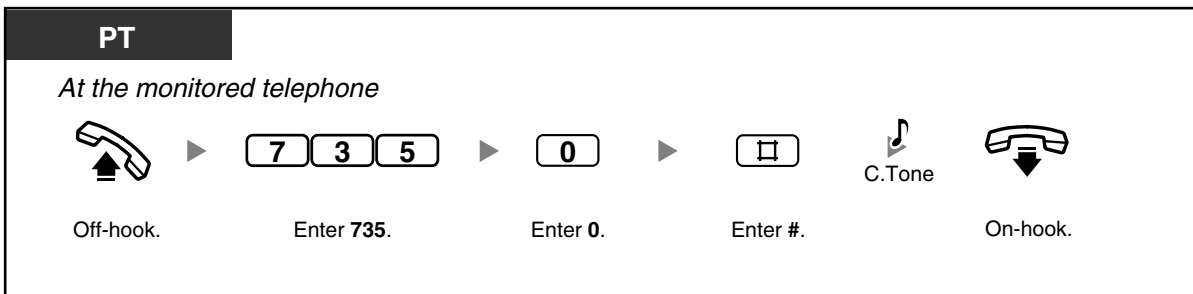 PT
At the monitored telephone
7 3 5 0 #
C.Tone
Off-hook. Enter 735. Enter 0. Enter #. On-hook.